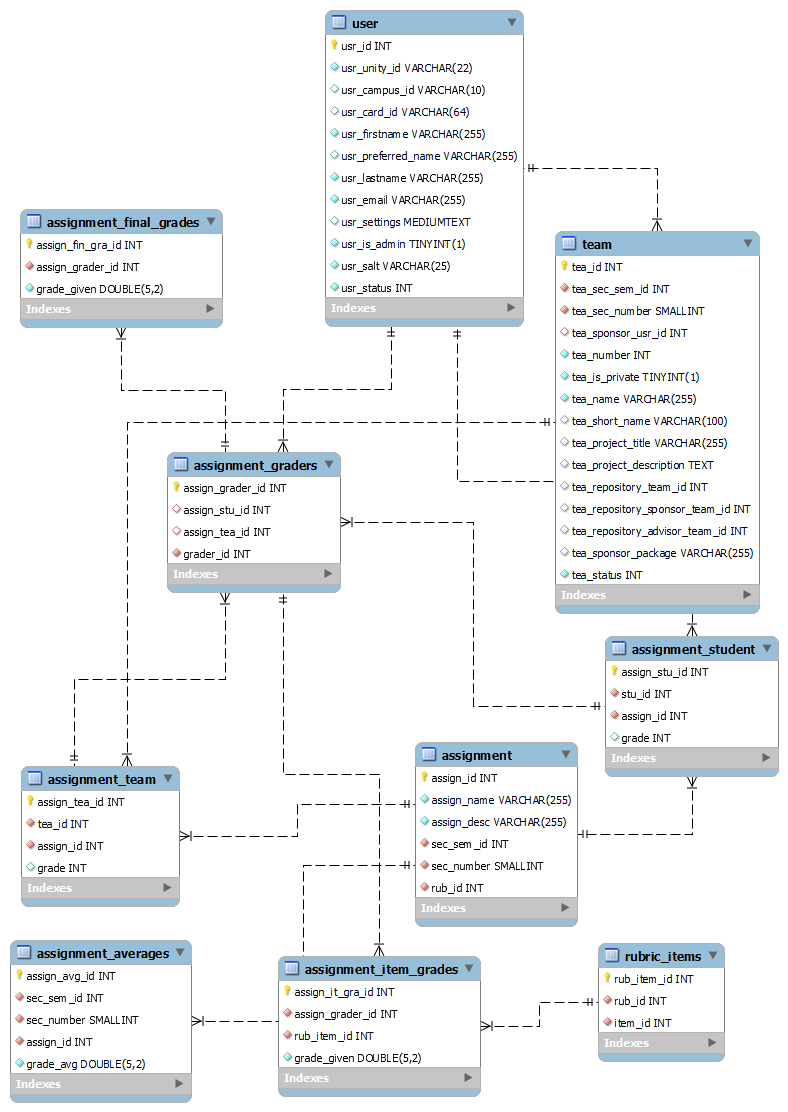 user
usr_id INT
usr_unity_id VARCHAR(22)
usr_campus_id VARCHAR(10)
usr_card_id VARCHAR(64)
usr_firstname VARCHAR(255)
usr_preferred_name VARCHAR(255)
usr_lastname VARCHAR(255)
usr_email VARCHAR(255)
usr_settings MEDIUMTEXT
usr_is_admin TINYINT(1)
usr_salt VARCHAR(25)
usr_status INT
Indexes
assignment_final_grades
assign_fin_gra_id INT
assign_grader_id INT
grade_given DOUBLE(5,2)
Indexes
team
tea_id INT
tea_sec_sem_id INT
tea_sec_number SMALLINT
tea_sponsor_usr_id INT
tea_number INT
tea_is_private TINYINT(1)
tea_name VARCHAR(255)
tea_short_name VARCHAR(100)
tea_project_title VARCHAR(255)
tea_project_description TEXT
tea_repository_team_id INT
tea_repository_sponsor_team_id INT
tea_repository_advisor_team_id INT
tea_sponsor_package VARCHAR(255)
tea_status INT
Indexes
assignment_graders
assign_grader_id INT
assign_stu_id INT
assign_tea_id INT
grader_id INT
Indexes
assignment_student
assign_stu_id INT
stu_id INT
assign_id INT
grade INT
Indexes
assignment
assign_id INT
assign_name VARCHAR(255)
assign_desc VARCHAR(255)
sec_sem_id INT
sec_number SMALLINT
rub_id INT
Indexes
assignment_team
assign_tea_id INT
tea_id INT
assign_id INT
grade INT
Indexes
assignment_averages
assign_avg_id INT
sec_sem_id INT
sec_number SMALLINT
assign_id INT
grade_avg DOUBLE(5,2)
Indexes
assignment_item_grades
assign_it_gra_id INT
assign_grader_id INT
rub_item_id INT
grade_given DOUBLE(5,2)
Indexes
rubric_items
rub_item_id INT
rub_id INT
item_id INT
Indexes